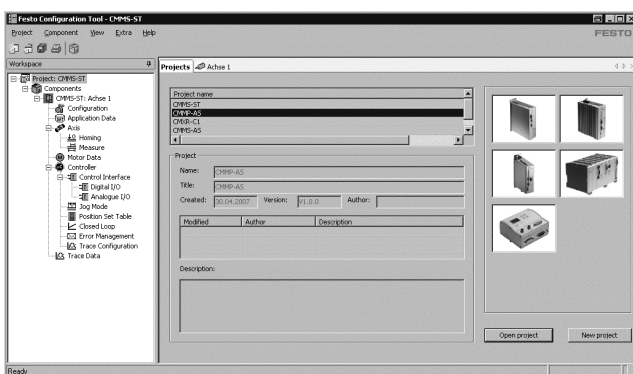 Festo Configuration Tool - CMMS-ST
Project Component View Extra Help
FESTO
Workspace
Projects Achse 1
Project: CMMS-ST
Components
CMMS-ST: Achse 1
Configuration
Application Data
Axis
Homing
Measure
Motor Data
Controller
Control Interface
Digital I/O
Analogue I/O
Jog Mode
Position Set Table
Closed Loop
Error Management
Trace Configuration
Trace Data
Project name
CMMS-ST
CMMP-AS
CMXR-C1
CMMS-AS
Project
Name: CMMP-AS
Title: CMMP-AS
Created: 30.04.2007 Version: v1.0.0 Author:
Modified Author Description
Description:
Open project New project
Ready